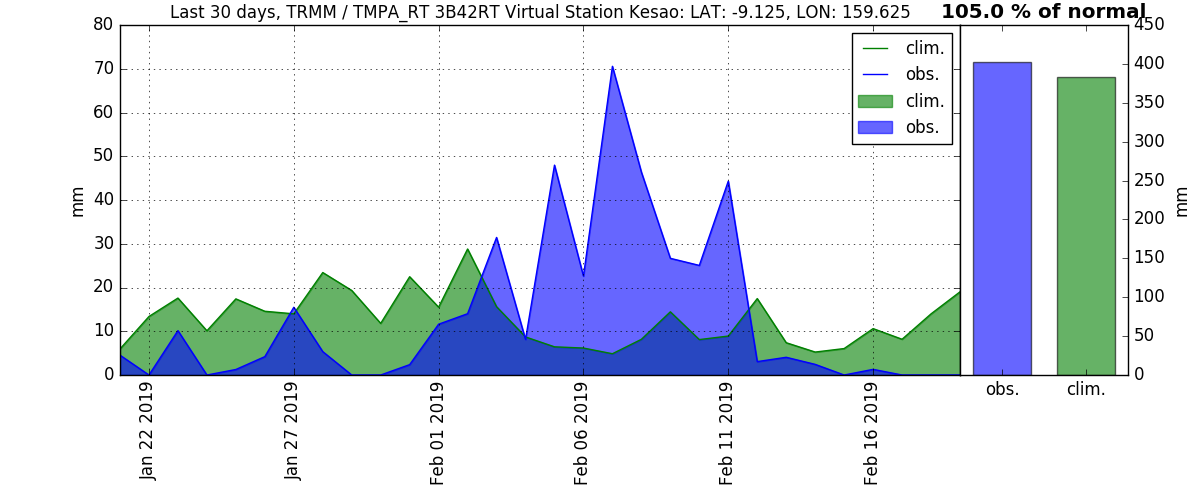 Last 30 days, TRMM / TMPA_RT 3B42RT Virtual Station Kesao: LAT: -9.125, LON: 159.625
105.0 % of normal
80
70
60
50
40
30
20
10
0
mm
clim.
obs.
clim.
obs.
Jan 22 2019
Jan 27 2019
Feb 01 2019
Feb 06 2019
Feb 11 2019
Feb 16 2019
450
400
350
300
250
200
150
100
50
0
mm
obs.
clim.